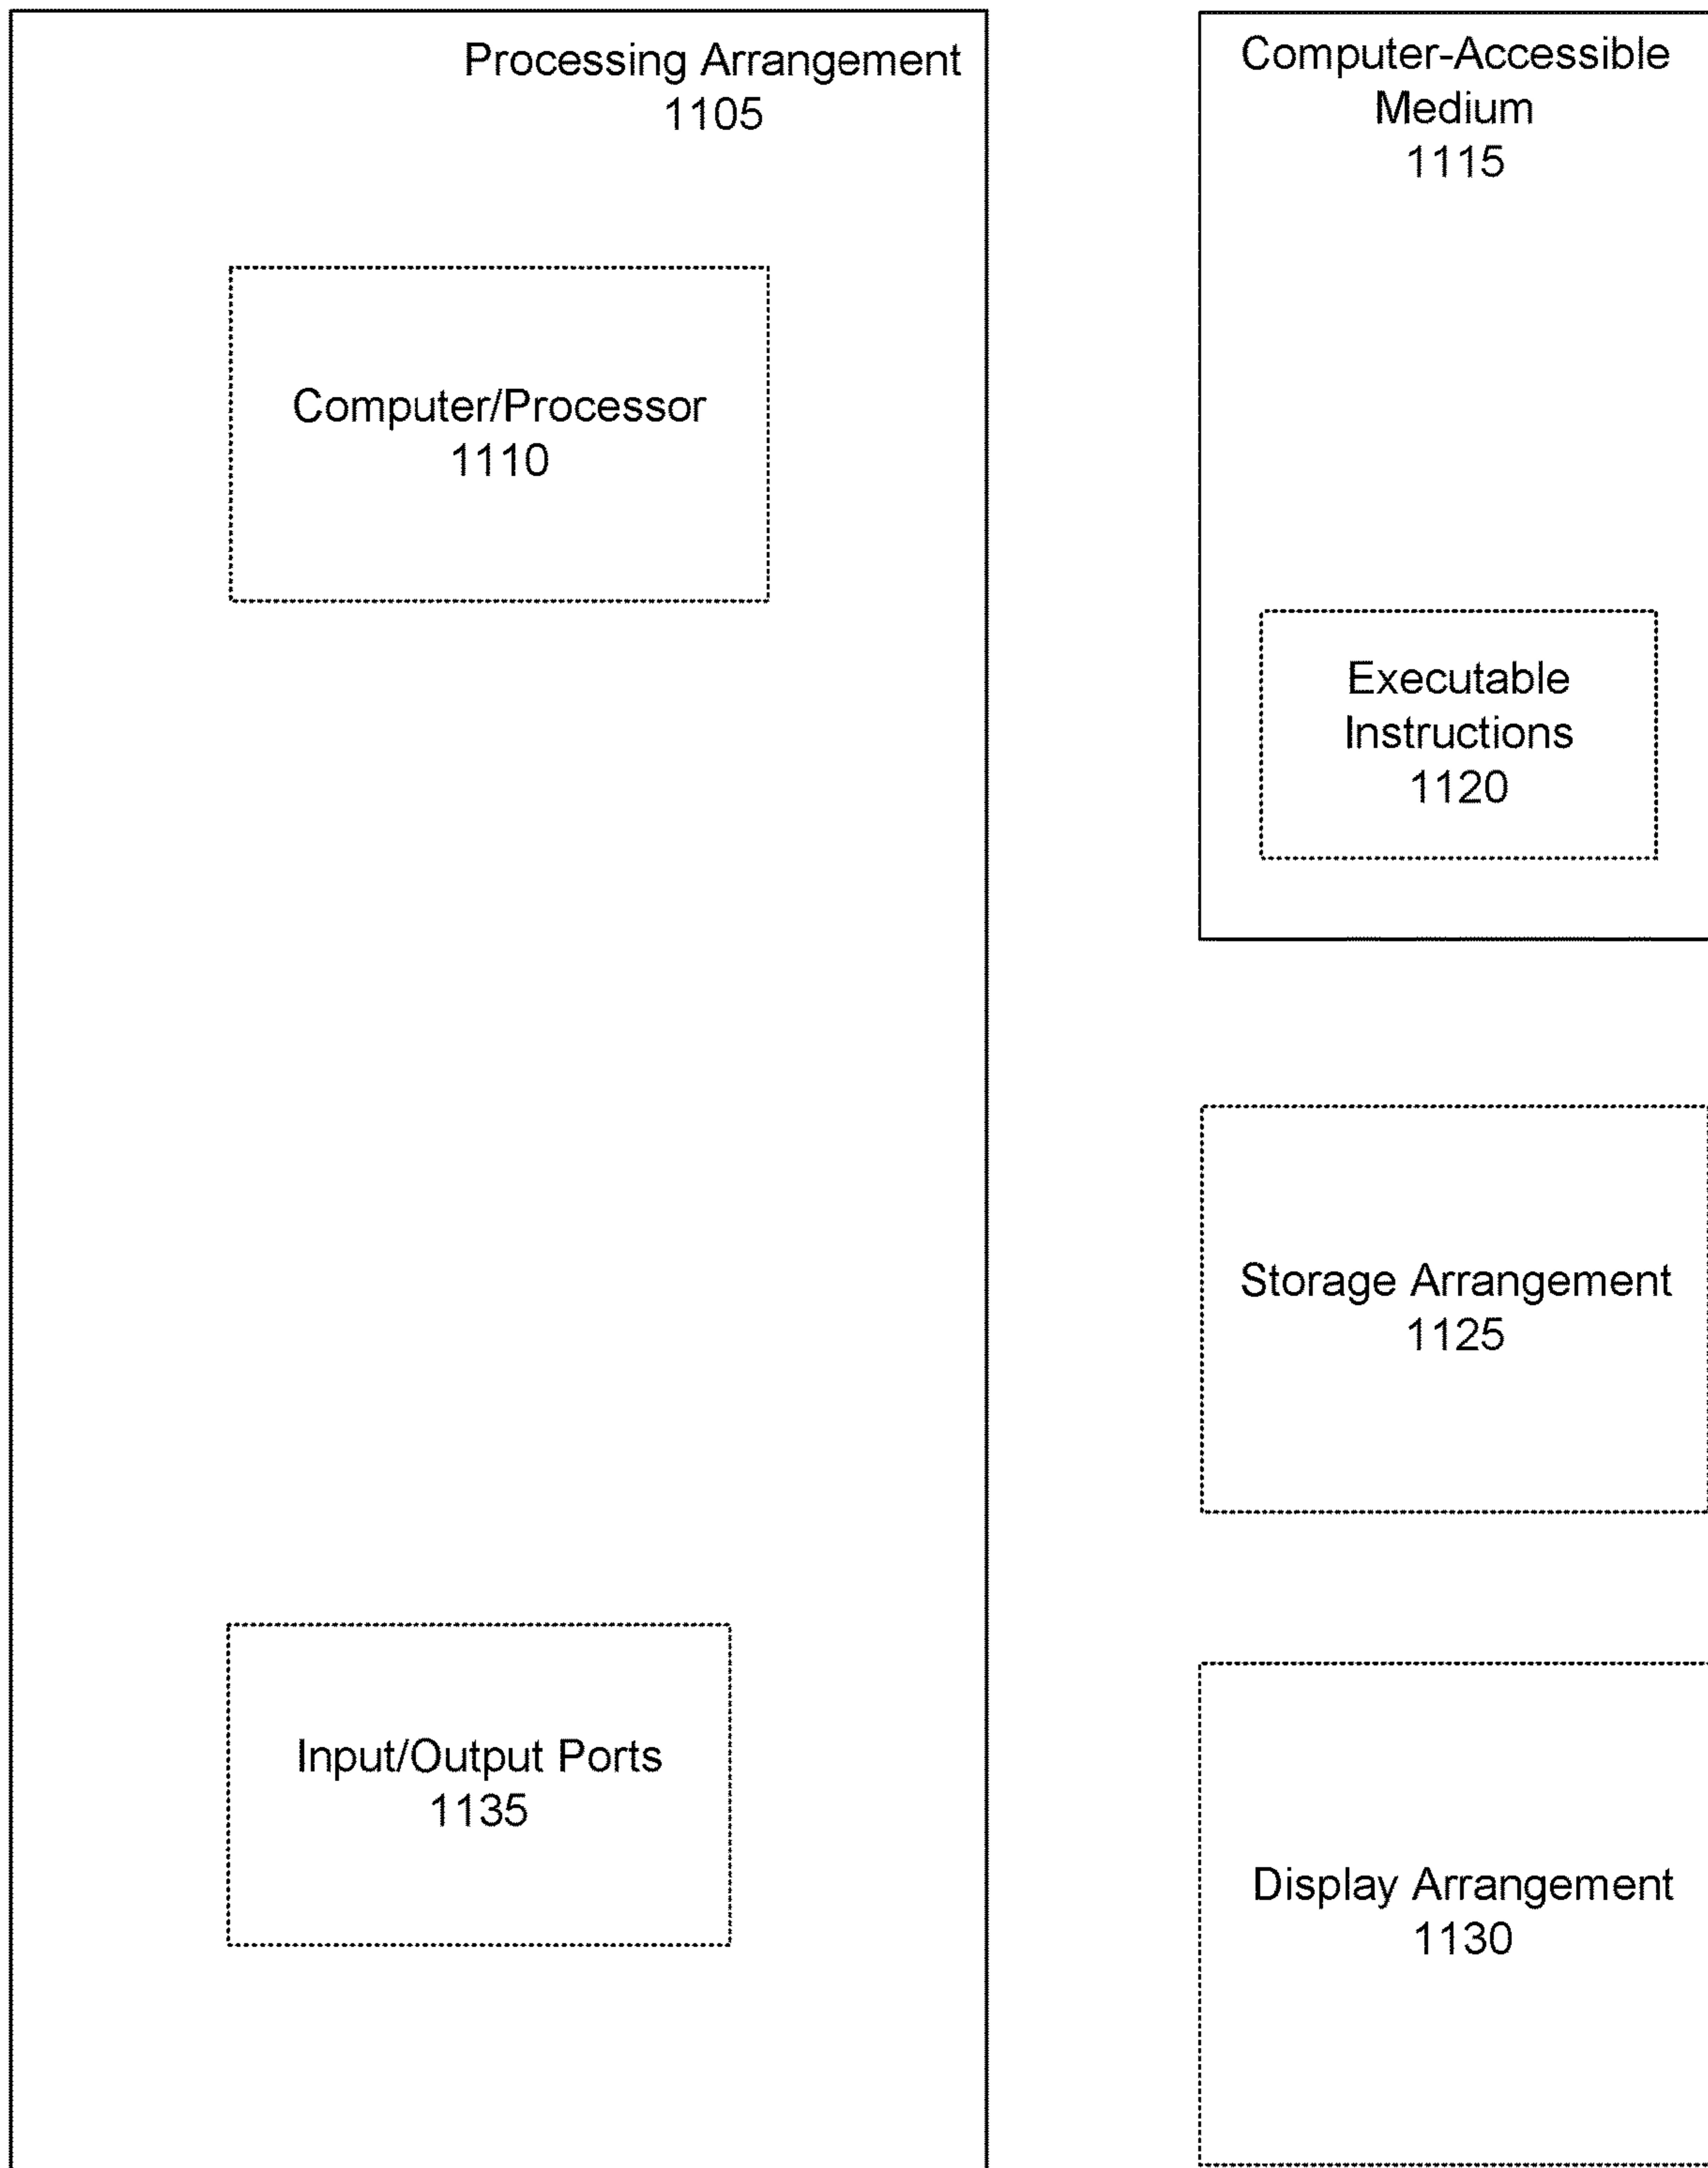 Processing Arrangement
1105
Computer/Processor
1110
Input/Output Ports
1135
Computer-Accessible
Medium
1115
Executable
Instructions
1120
Storage Arrangement
1125
Display Arrangement
1130